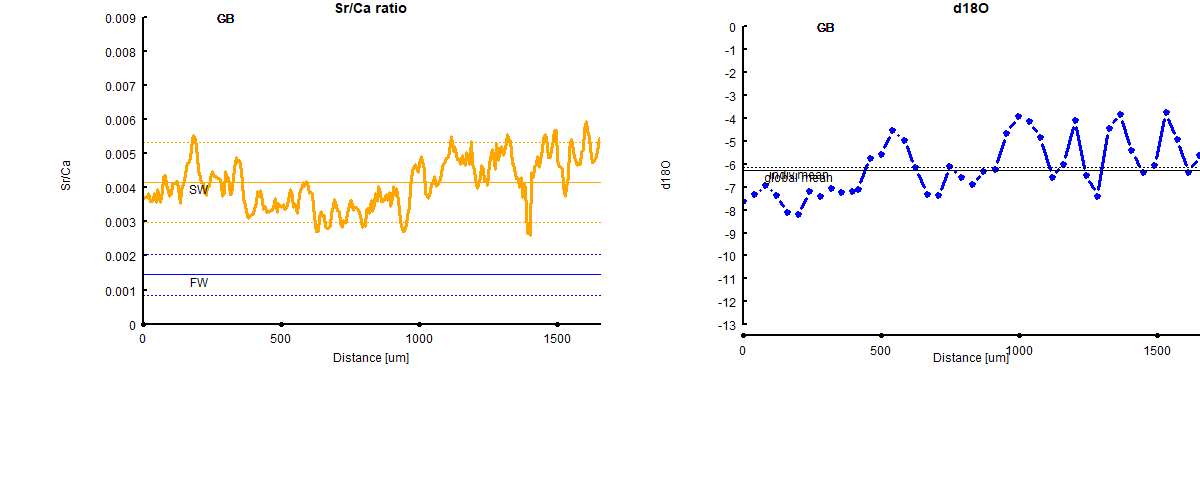 Sr/Ca ratio
GB
0.009
0.008
0.007
0.006
0.005
0.004
0.003
0.002
0.001
0
Sr/Ca
SW
FW
0
500
1000
1500
Distance [um]
d18O
GB
0
-1
-2
-3
-4
-5
-6
-7
-8
-9
-10
-11
-12
-13
d18O
indiv.mean
global mean
0
500
1000
1500
Distance [um]